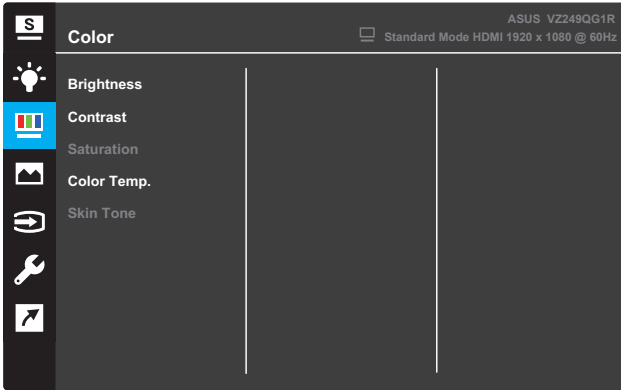 S
ASUS VZ249QG1R
Color
Standard Mode HDMI 1920 x 1080 @ 60Hz
Brightness
Contrast
Saturation
Color Temp.
Skin Tone